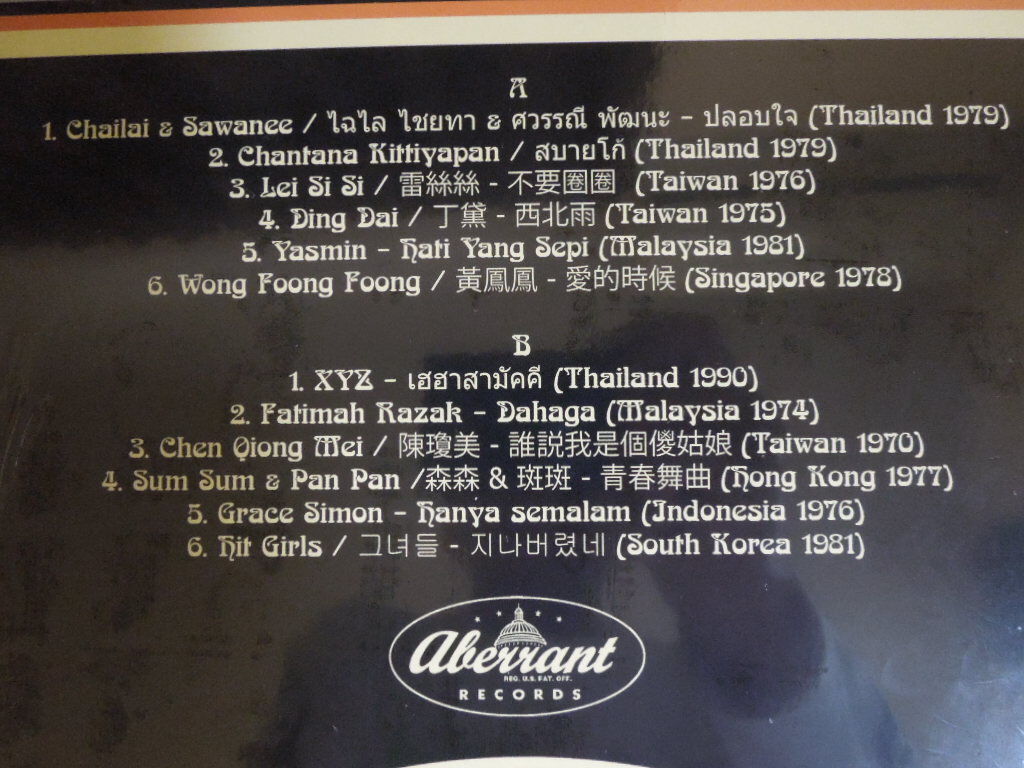 A
1. Chailai & Sawanee / ไฉไล ไชยทา & ศวรรณี พัฒนะ - ปลอบใจ (Thailand 1979)
2. Chantana Kittiyapan / สบายโก้ (Thailand 1979)
3. Lei Si Si / 雷絲絲 - 不要圈圈 (Taiwan 1976)
4. Ding Dai / 丁黛 - 西北雨 (Taiwan 1975)
5. Yasmin - Hati Yang Sepi (Malaysia 1981)
6. Wong Foong Foong / 黃鳳鳳 - 愛的時候 (Singapore 1978)
B
1. XYZ - เฮฮาสามัคคี (Thailand 1990)
2. Fatimah Razak - Dahaga (Malaysia 1974)
3. Chen Qiong Mei / 陳瓊美 - 誰説我是個儍姑娘 (Taiwan 1970)
4. Sum Sum & Pan Pan /森森 & 斑斑 - 青春舞曲 (Hong Kong 1977)
5. Grace Simon - Hanya semalam (Indonesia 1976)
6. Hit Girls / 그녀들 - 지나버렸네 (South Korea 1981)
Aberrant
REG. U.S. PAT. OFF.
RECORDS